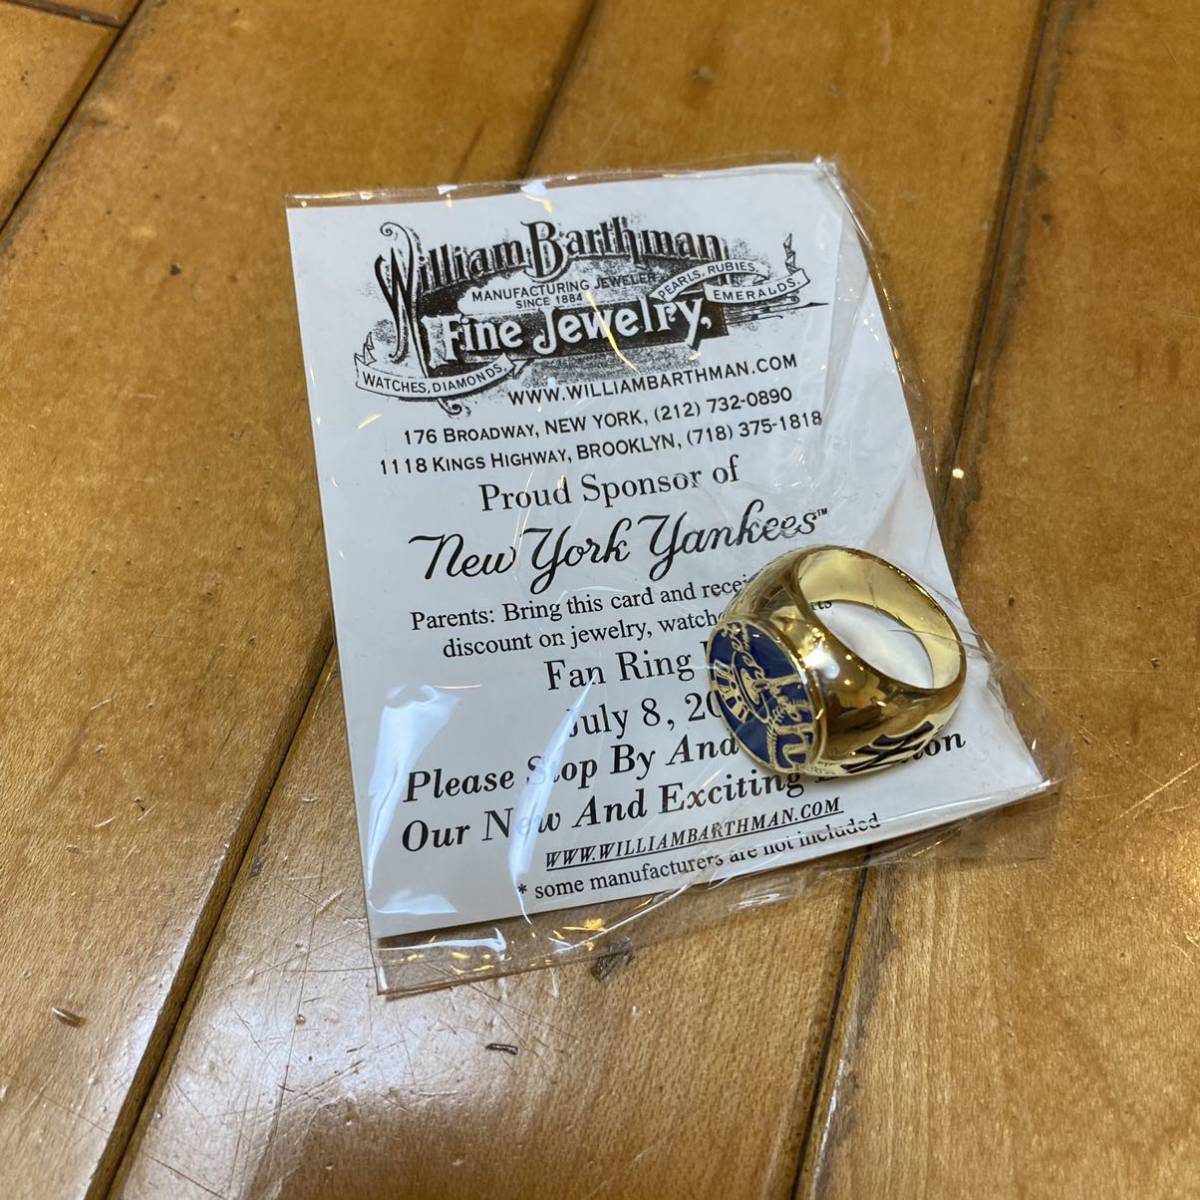 William Barthman
MANUFACTURING JEWELER
SINCE 1884
PEARLS, RUBIES,
EMERALDS.
Fine Jewelry,
WATCHES, DIAMONDS,
WWW.WILLIAMBARTHMAN.COM
176 BROADWAY, NEW YORK, (212) 732-0890
1118 KINGS HIGHWAY, BROOKLYN, (718) 375-1818
Proud Sponsor of
New York Yankees™
Parents: Bring this card and
discount on jewelry,
Fan Ring
July 8, 20
Please Stop By And
Our New And Exciting
WWW.WILLIAMBARTHMAN.COM
* some manufacturers are not included